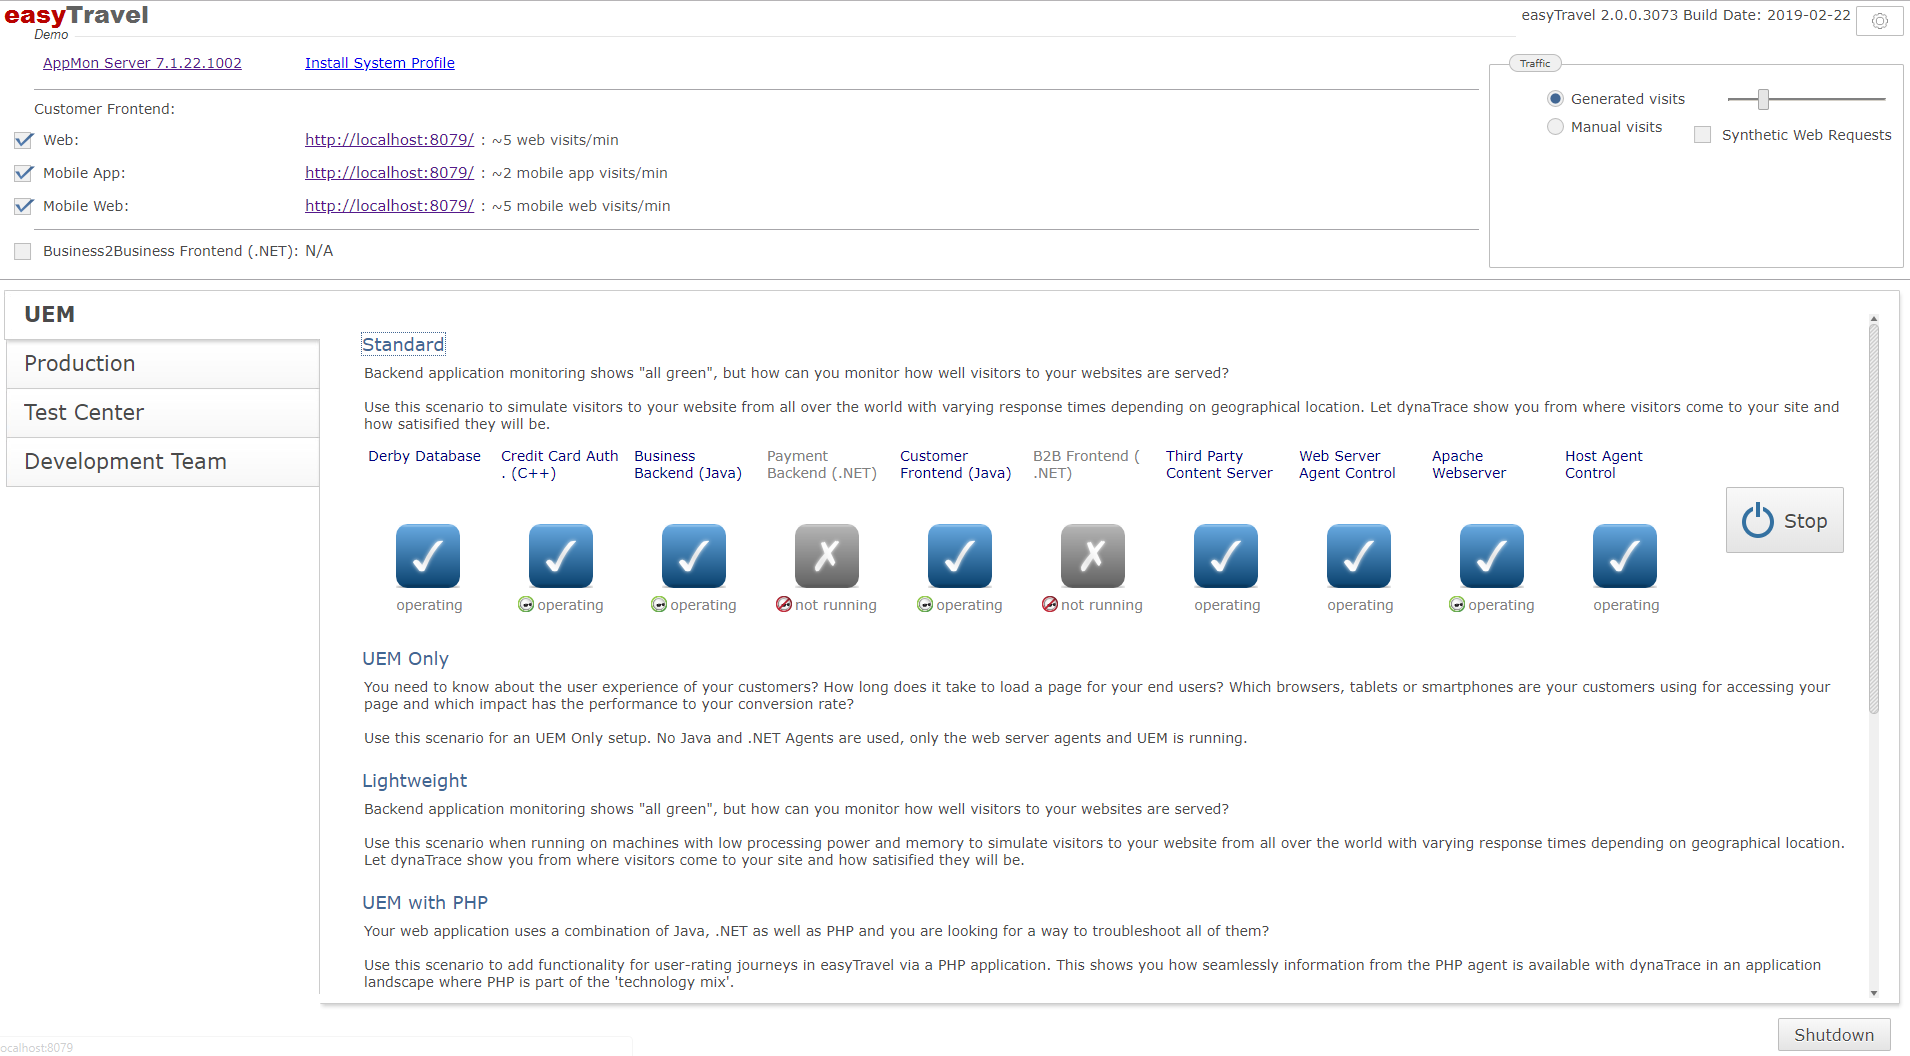 easyTravel
Demo
easyTravel 2.0.0.3073 Build Date: 2019-02-22
AppMon Server 7.1.22.1002
Install System Profile
Customer Frontend:
Web:
http://localhost:8079/ : ~5 web visits/min
Mobile App:
http://localhost:8079/ : ~2 mobile app visits/min
Mobile Web:
http://localhost:8079/ : ~5 mobile web visits/min
Business2Business Frontend (.NET): N/A
Traffic
Generated visits
Manual visits
Synthetic Web Requests
UEM
Production
Test Center
Development Team
Standard
Backend application monitoring shows "all green", but how can you monitor how well visitors to your websites are served?
Use this scenario to simulate visitors to your website from all over the world with varying response times depending on geographical location. Let dynaTrace show you from where visitors come to your site and
how satisified they will be.
Derby Database
Credit Card Auth
. (C++)
Business
Backend (Java)
Payment
Backend (.NET)
Customer
Frontend (Java)
B2B Frontend (
.NET)
Third Party
Content Server
Web Server
Agent Control
Apache
Webserver
Host Agent
Control
operating
operating
operating
not running
operating
not running
operating
operating
operating
operating
Stop
UEM Only
You need to know about the user experience of your customers? How long does it take to load a page for your end users? Which browsers, tablets or smartphones are your customers using for accessing your
page and which impact has the performance to your conversion rate?
Use this scenario for an UEM Only setup. No Java and .NET Agents are used, only the web server agents and UEM is running.
Lightweight
Backend application monitoring shows "all green", but how can you monitor how well visitors to your websites are served?
Use this scenario when running on machines with low processing power and memory to simulate visitors to your website from all over the world with varying response times depending on geographical location.
Let dynaTrace show you from where visitors come to your site and how satisified they will be.
UEM with PHP
Your web application uses a combination of Java, .NET as well as PHP and you are looking for a way to troubleshoot all of them?
Use this scenario to add functionality for user-rating journeys in easyTravel via a PHP application. This shows you how seamlessly information from the PHP agent is available with dynaTrace in an application
landscape where PHP is part of the 'technology mix'.
Shutdown
ocalhost:8079